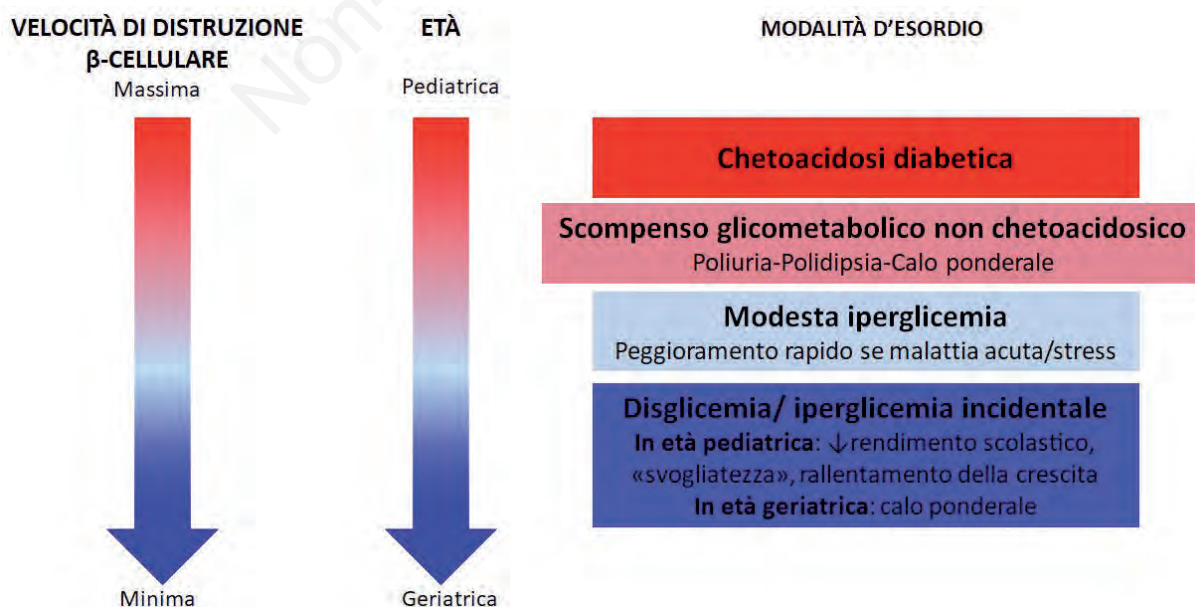 VELOCITÀ DI DISTRUZIONE
β-CELLULARE
Massima
Minima
ETÀ
Pediatrica
Geriatrica
MODALITÀ D'ESORDIO
Chetoacidosi diabetica
Scompenso glicometabolico non chetoacidosico
Poliuria-Polidipsia-Calo ponderale
Modesta iperglicemia
Peggioramento rapido se malattia acuta/stress
Disglicemia/ iperglicemia incidentale
In età pediatrica: ↓rendimento scolastico,
«svogliatezza», rallentamento della crescita
In età geriatrica: calo ponderale
Non